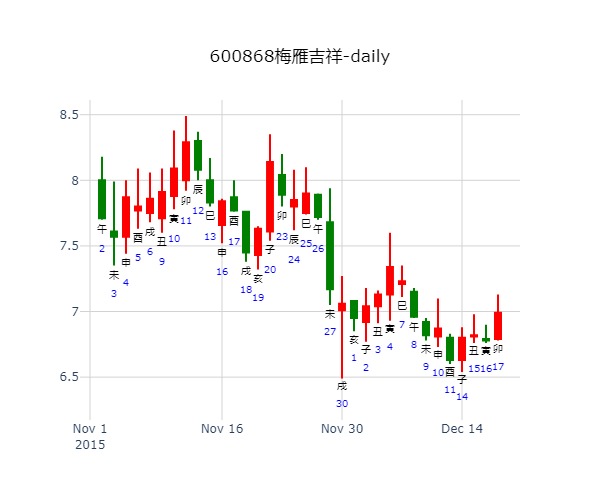 600868梅雁吉祥-daily
8.5
8
7.5
7
6.5
午
2
未
3
申
4
酉
5
戌
6
丑
9
寅
10
卯
11
辰
12
巳
13
申
16
酉
17
戌
18
亥
19
子
20
卯
23
辰
24
巳
25
午
26
未
27
戌
30
亥
1
子
2
丑
3
寅
4
巳
7
午
8
未
9
申
10
酉
11
子
14
丑
15
寅
16
卯
17
Nov 1
2015
Nov 16
Nov 30
Dec 14